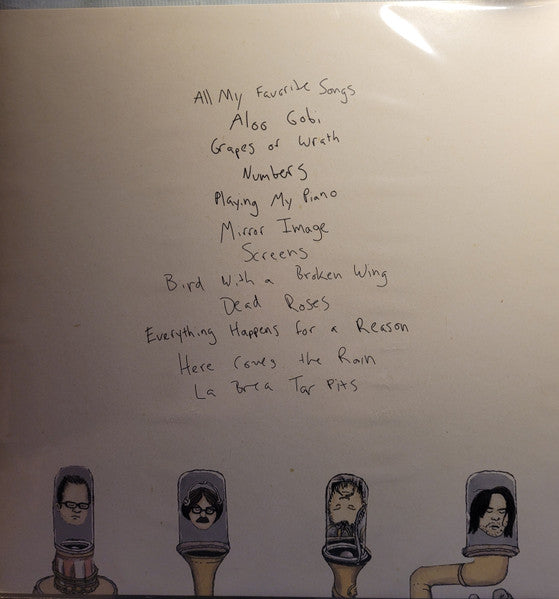 All My Favorite Songs
Aloo Gobi
Grapes of Wrath
Numbers
Playing My Piano
Mirror Image
Screens
Bird With a Broken Wing
Dead Roses
Everything Happens for a Reason
Here Comes the Rain
La Brea Tar Pits